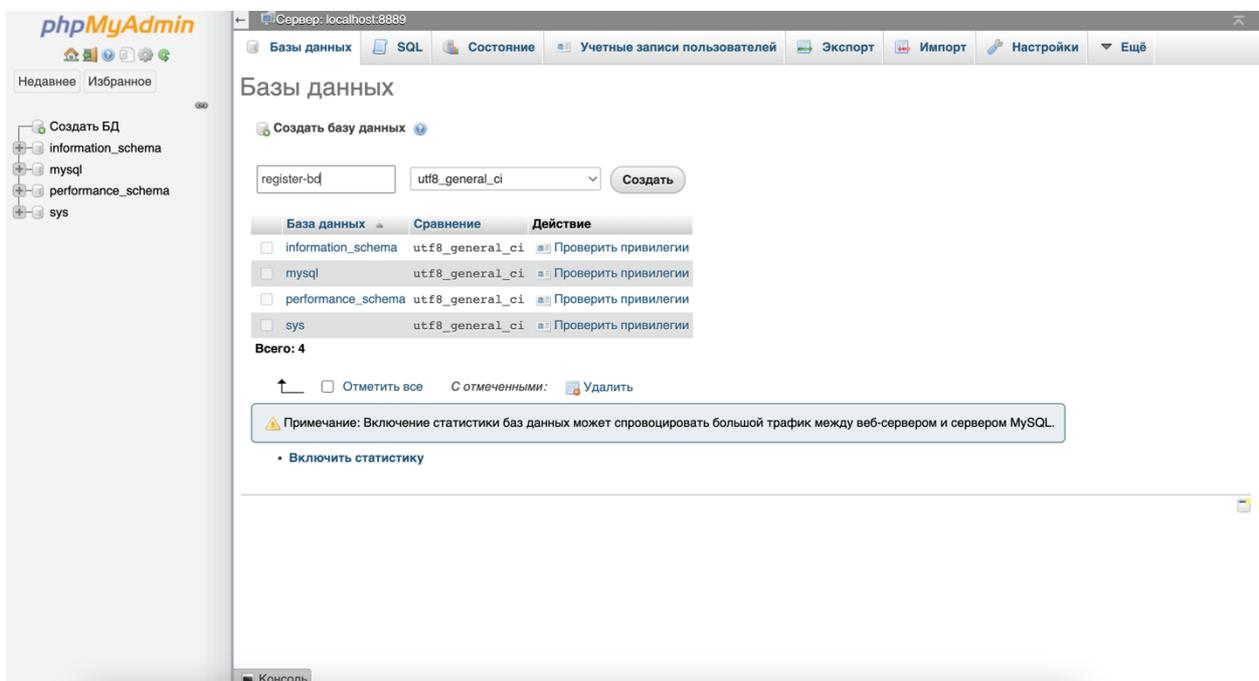 phpMyAdmin
Недавнее Избранное
Создать БД
information_schema
mysql
performance_schema
sys
Сервер: localhost:8889
Базы данных SQL Состояние Учетные записи пользователей Экспорт Импорт Настройки Ещё
Базы данных
Создать базу данных
register-bd utf8_general_ci Создать
База данных Сравнение Действие
information_schema utf8_general_ci Проверить привилегии
mysql utf8_general_ci Проверить привилегии
performance_schema utf8_general_ci Проверить привилегии
sys utf8_general_ci Проверить привилегии
Всего: 4
Отметить все С отмеченными: Удалить
Примечание: Включение статистики баз данных может спровоцировать большой трафик между веб-сервером и сервером MySQL.
• Включить статистику
Консоль